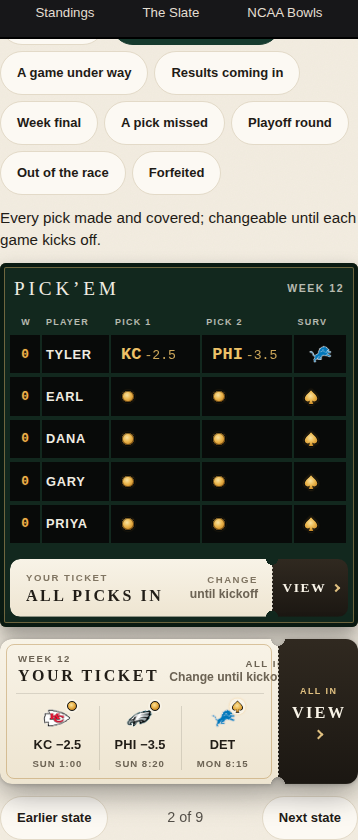 Standings The Slate NCAA Bowls
A game under way Results coming in
Week final A pick missed Playoff round
Out of the race Forfeited
Every pick made and covered; changeable until each
game kicks off.
PICK’EM WEEK 12
W PLAYER PICK 1 PICK 2 SURV
0 TYLER KC -2.5 PHI -3.5
0 EARL
0 DANA
0 GARY
0 PRIYA
YOUR TICKET CHANGE
ALL PICKS IN until kickoff VIEW
WEEK 12 ALL I
YOUR TICKET Change until kicko
ALL IN
VIEW
KC −2.5 PHI −3.5 DET
SUN 1:00 SUN 8:20 MON 8:15
Earlier state 2 of 9 Next state